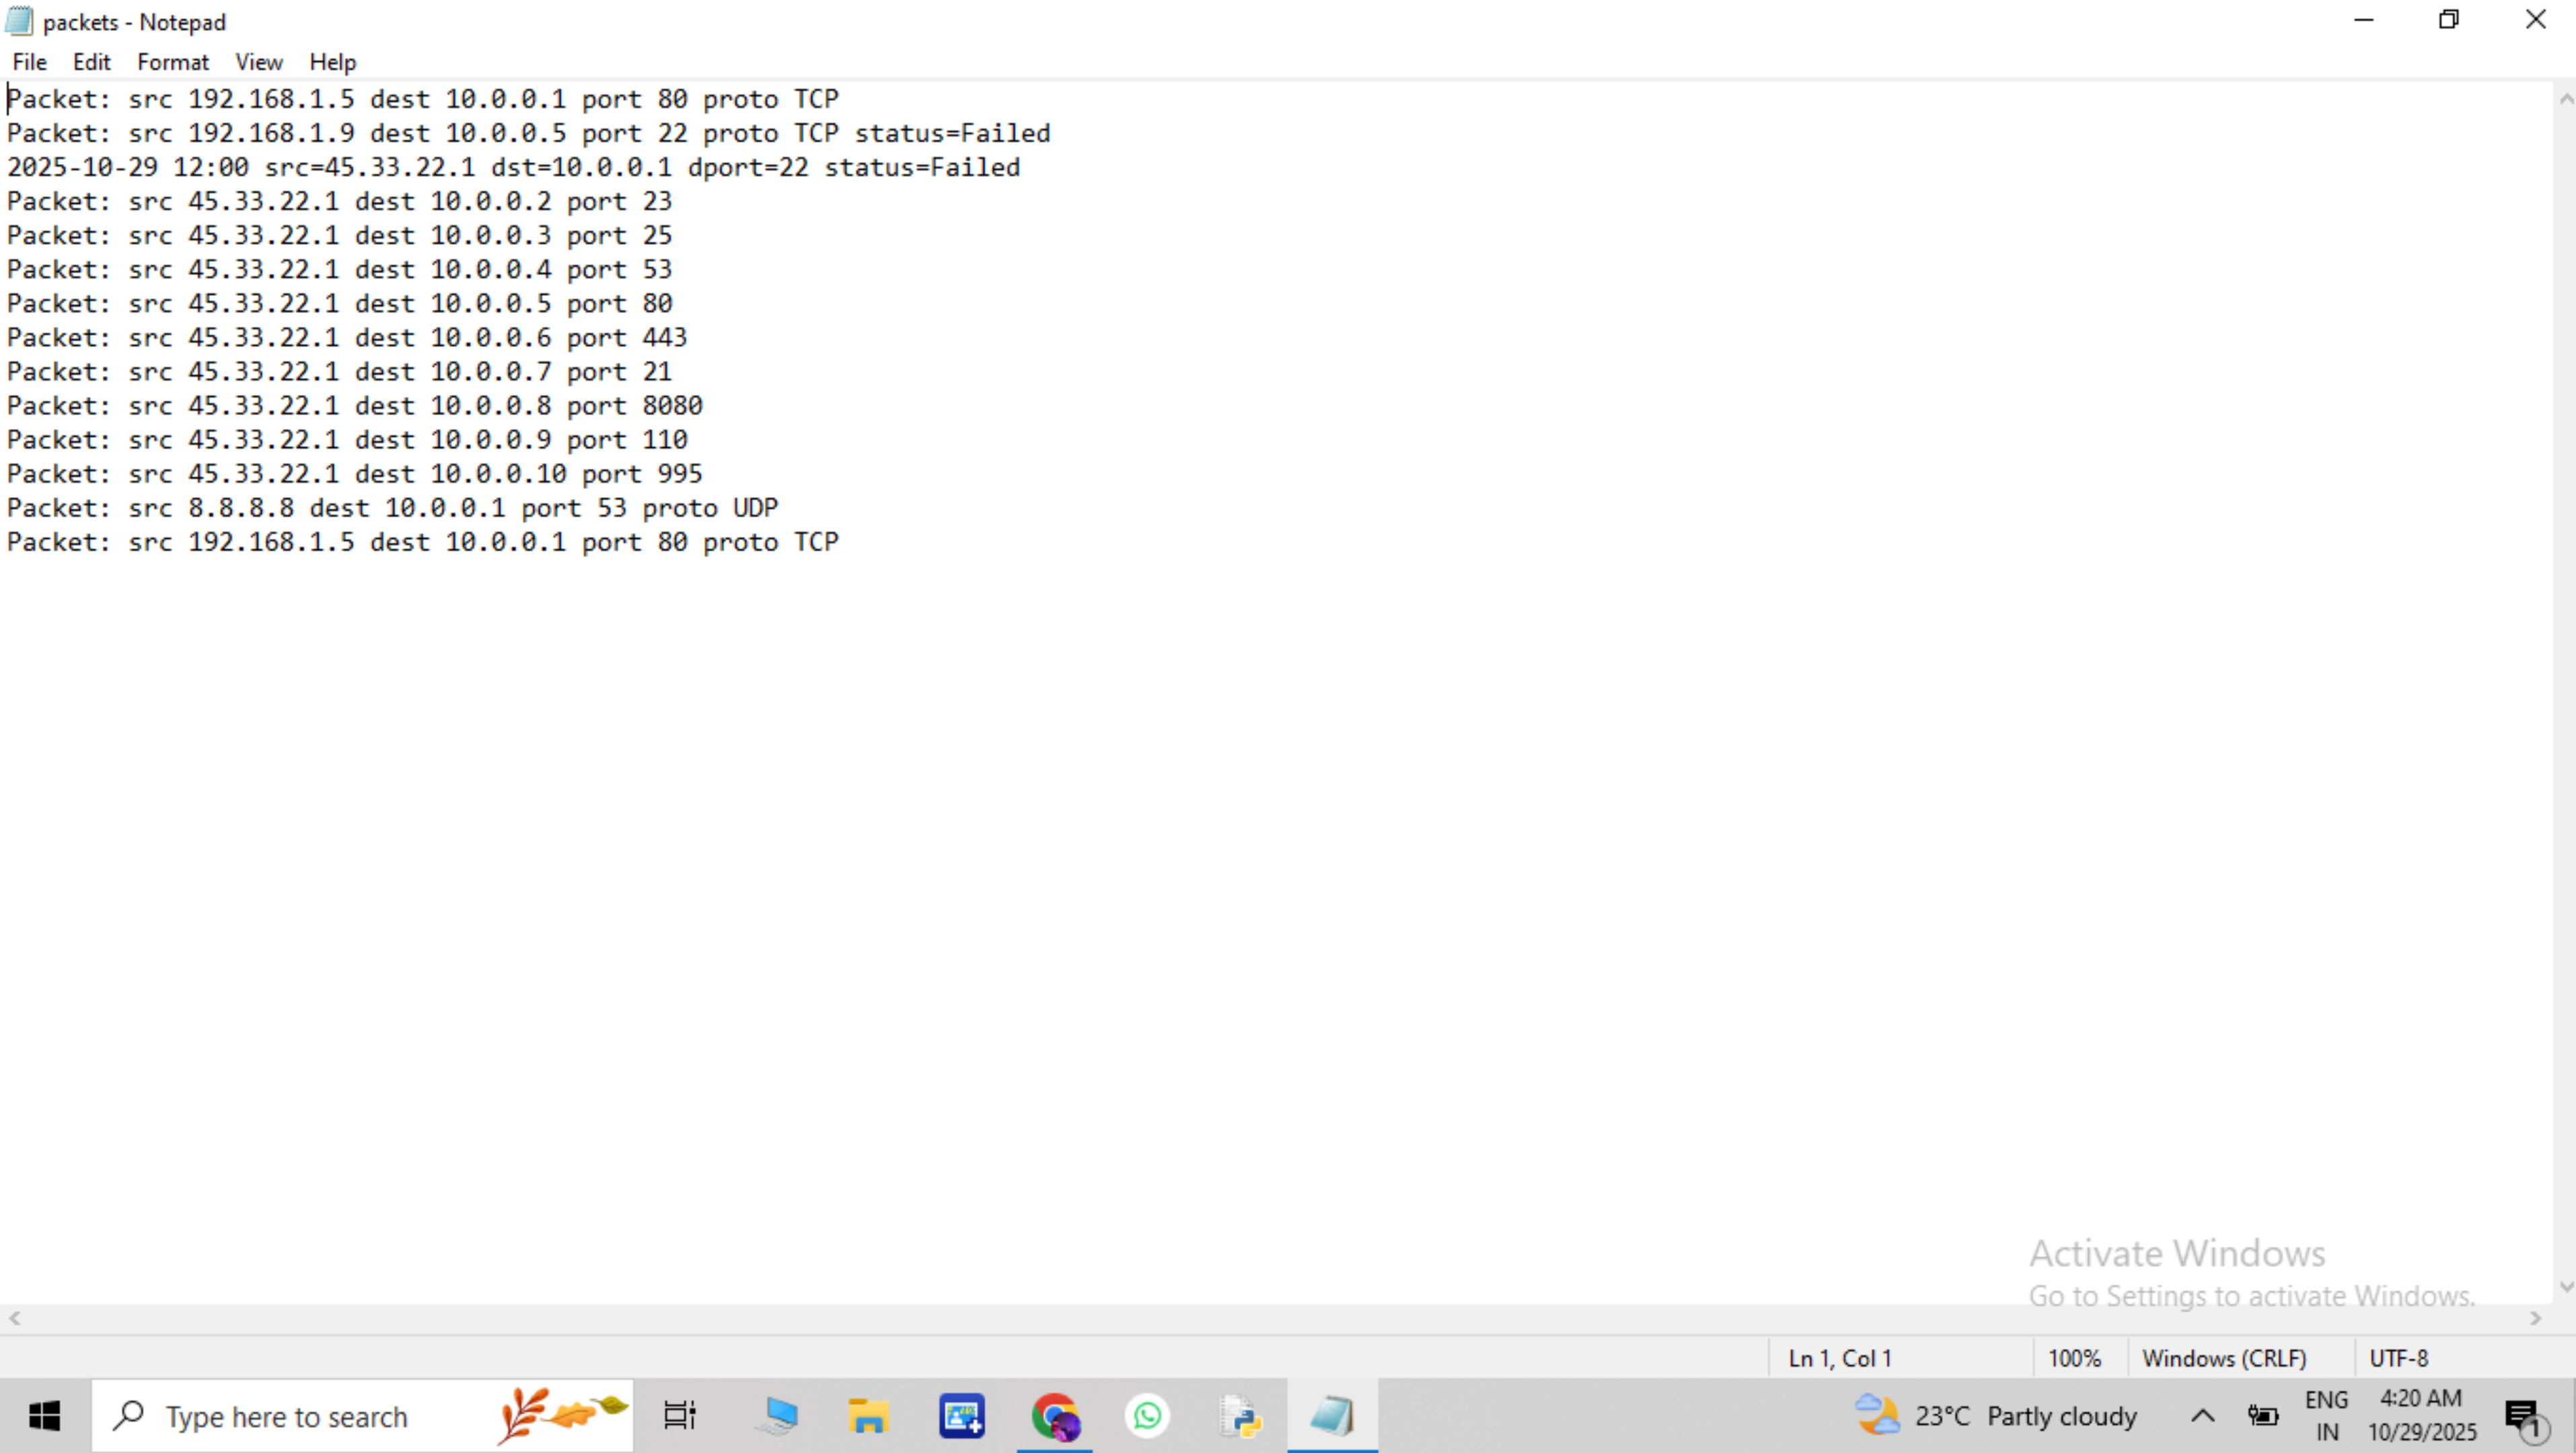 packets - Notepad
File Edit Format View Help
Packet: src 192.168.1.5 dest 10.0.0.1 port 80 proto TCP
Packet: src 192.168.1.9 dest 10.0.0.5 port 22 proto TCP status=Failed
2025-10-29 12:00 src=45.33.22.1 dst=10.0.0.1 dport=22 status=Failed
Packet: src 45.33.22.1 dest 10.0.0.2 port 23
Packet: src 45.33.22.1 dest 10.0.0.3 port 25
Packet: src 45.33.22.1 dest 10.0.0.4 port 53
Packet: src 45.33.22.1 dest 10.0.0.5 port 80
Packet: src 45.33.22.1 dest 10.0.0.6 port 443
Packet: src 45.33.22.1 dest 10.0.0.7 port 21
Packet: src 45.33.22.1 dest 10.0.0.8 port 8080
Packet: src 45.33.22.1 dest 10.0.0.9 port 110
Packet: src 45.33.22.1 dest 10.0.0.10 port 995
Packet: src 8.8.8.8 dest 10.0.0.1 port 53 proto UDP
Packet: src 192.168.1.5 dest 10.0.0.1 port 80 proto TCP
Activate Windows
Go to Settings to activate Windows.
Ln 1, Col 1 100% Windows (CRLF) UTF-8
Type here to search
23°C Partly cloudy
ENG
IN
4:20 AM
10/29/2025
1